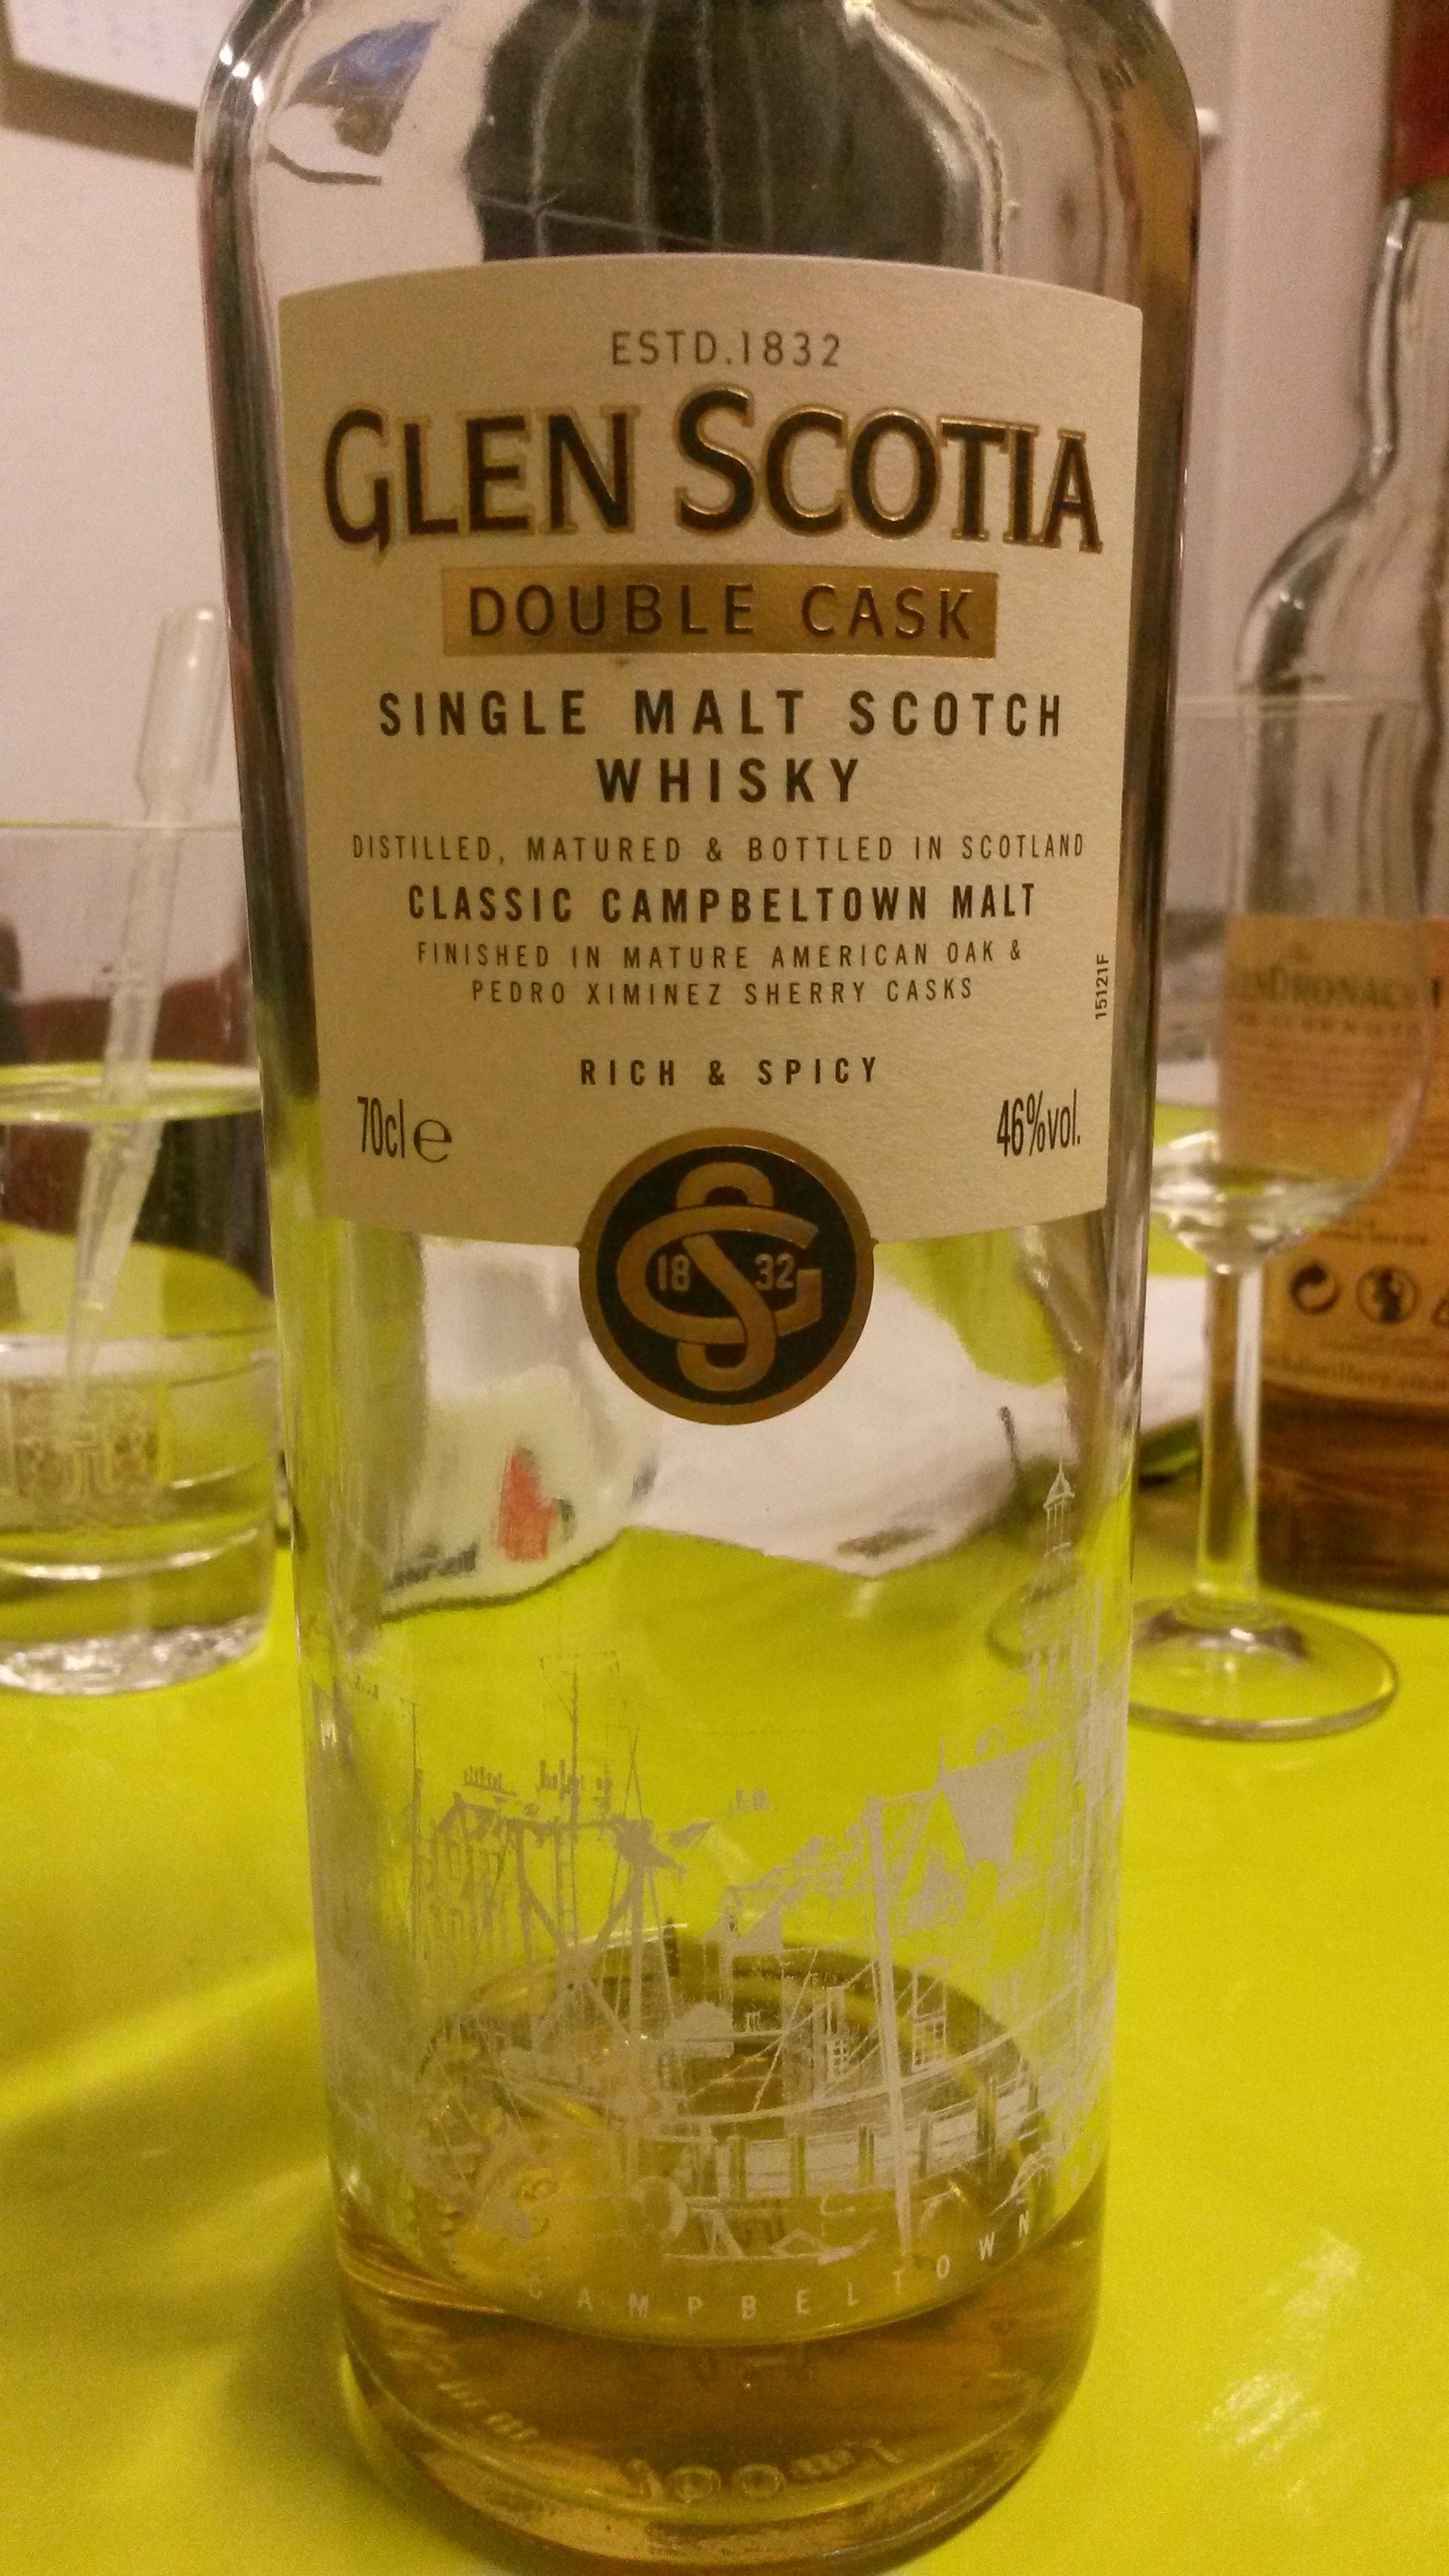 ESTD.1832
GLEN SCOTIA
DOUBLE CASK
SINGLE MALT SCOTCH
WHISKY
DISTILLED, MATURED & BOTTLED IN SCOTLAND
CLASSIC CAMPBELTOWN MALT
FINISHED IN MATURE AMERICAN OAK &
PEDRO XIMINEZ SHERRY CASKS
15121F
RICH & SPICY
70cl e
46%vol.
GS
18 32
CAMPBELTOWN